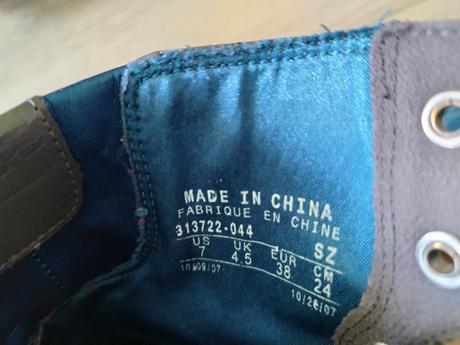 MADE IN CHINA
FABRIQUE EN CHINE
313722-044 SZ
US UK EUR CM
7 4.5 38 24
10/09/07 10/26/07